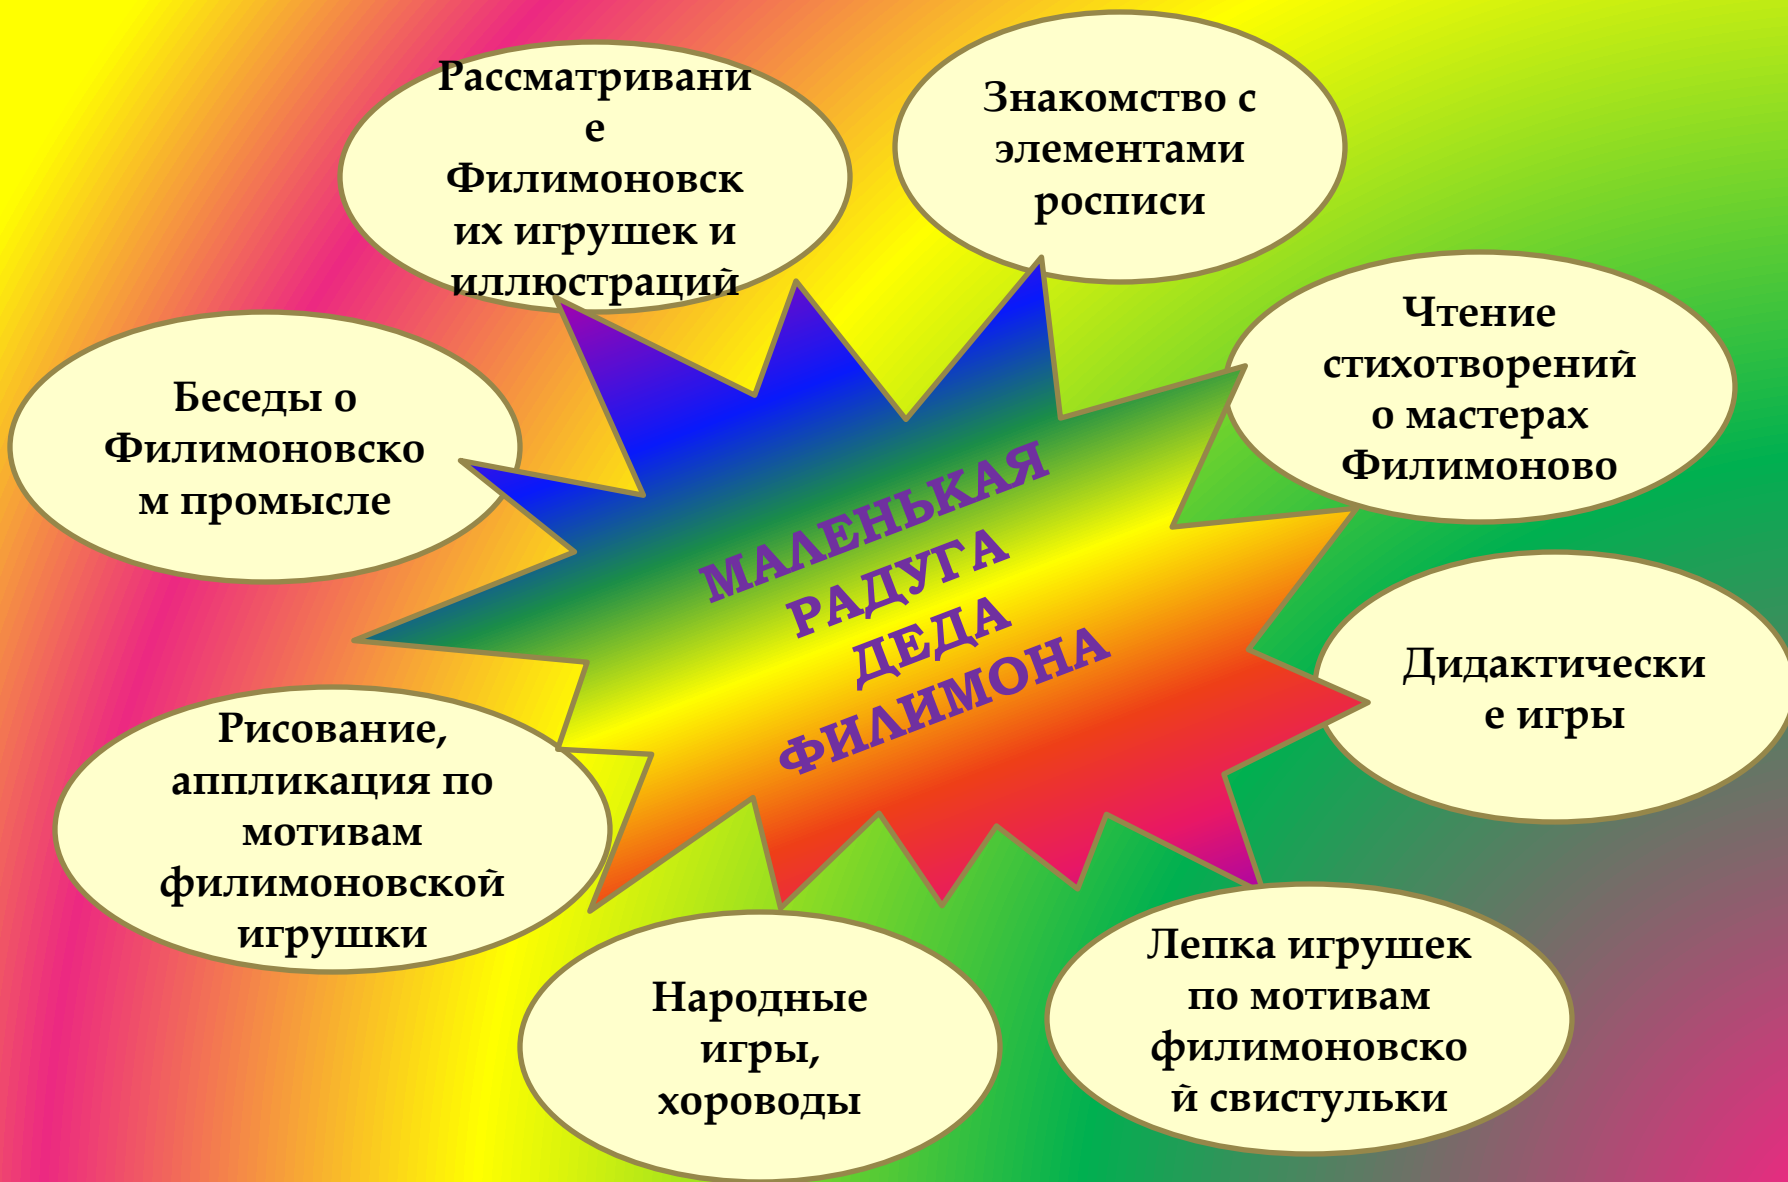 Рассматривани
е
Филимоновск
их игрушек и
иллюстраций
Знакомство с
элементами
росписи
Чтение
стихотворений
о мастерах
Филимоново
Беседы о
Филимоновско
м промысле
МАЛЕНЬКАЯ
РАДУГА
ДЕДА
ФИЛИМОНА
Дидактически
е игры
Рисование,
аппликация по
мотивам
филимоновской
игрушки
Народные
игры,
хороводы
Лепка игрушек
по мотивам
филимоновско
й свистульки